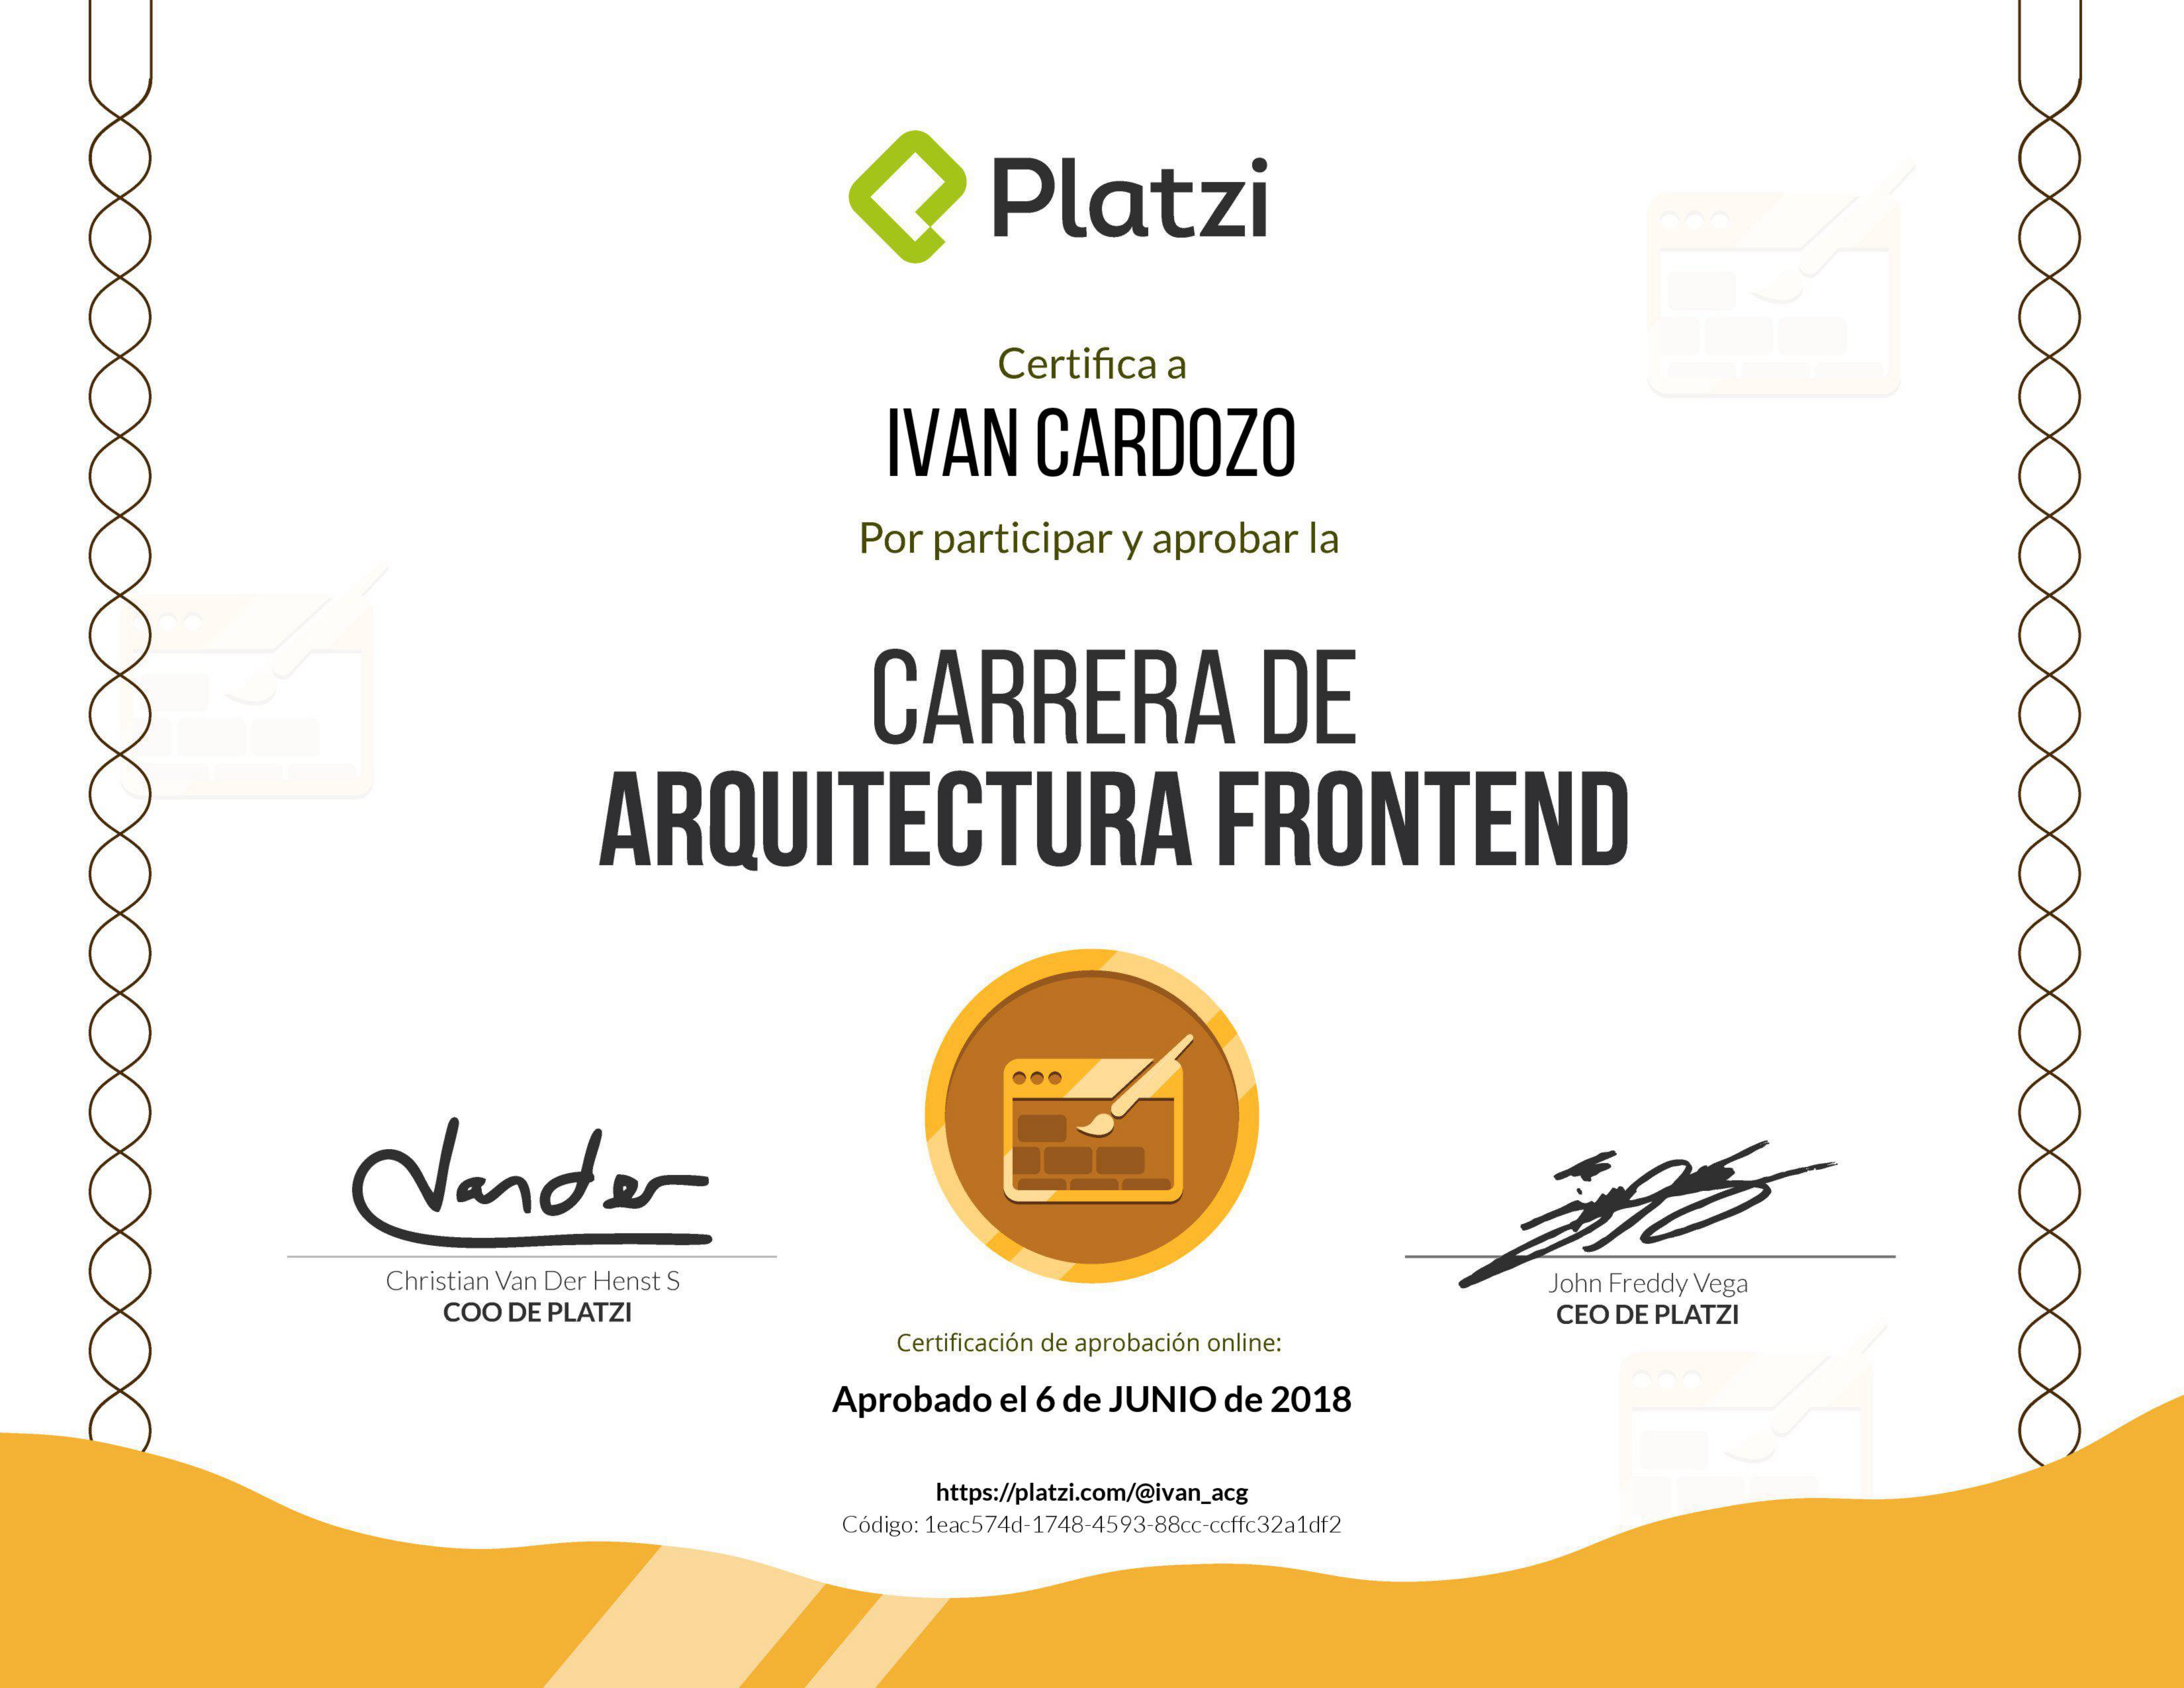 Platzi
Certifica a
IVAN CARDOZO
Por participar y aprobar la
CARRERA DE
ARQUITECTURA FRONTEND
Vander
Christian Van Der Henst S
COO DE PLATZI
John Freddy Vega
CEO DE PLATZI
Certificación de aprobación online:
Aprobado el 6 de JUNIO de 2018
https://platzi.com/@ivan_acg
Código: 1eac574d-1748-4593-88cc-ccffc32a1df2